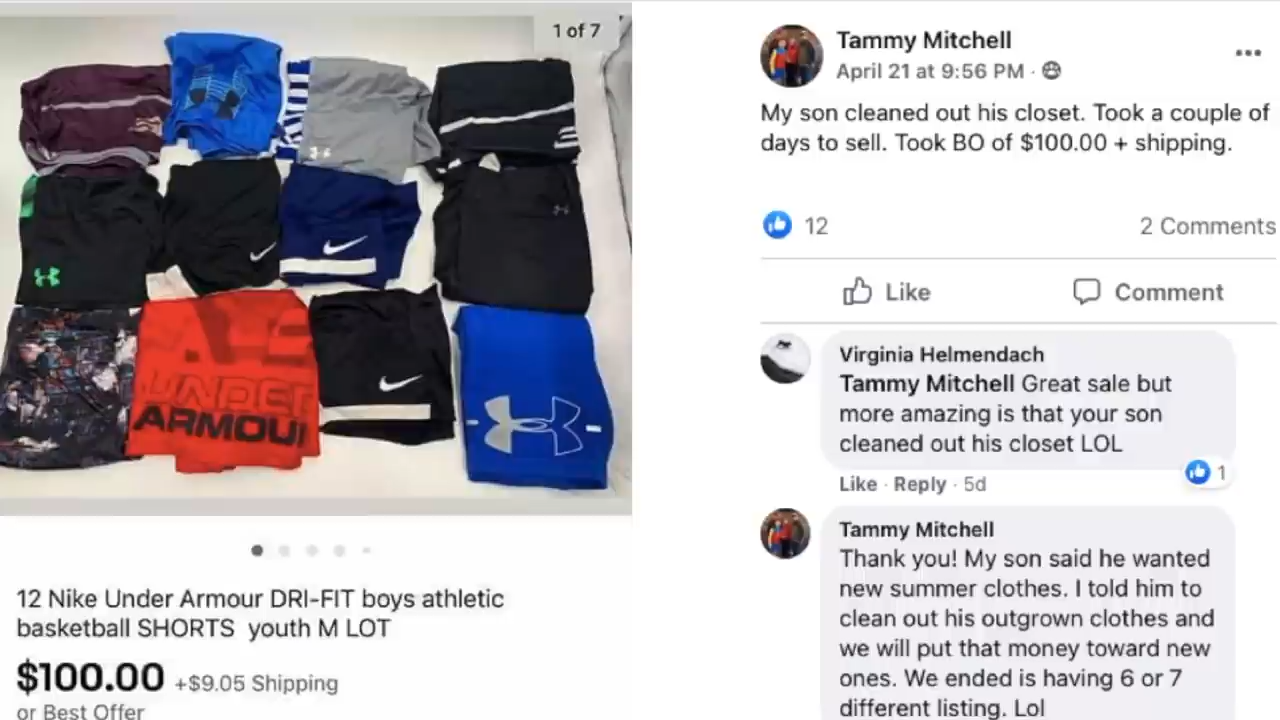 1 of 7
UNDER
ARMOUR
12 Nike Under Armour DRI-FIT boys athletic
basketball SHORTS youth M LOT
$100.00 +$9.05 Shipping
or Best Offer
Tammy Mitchell
April 21 at 9:56 PM ·
My son cleaned out his closet. Took a couple of
days to sell. Took BO of $100.00 + shipping.
12
2 Comments
Like
Comment
Virginia Helmendach
Tammy Mitchell Great sale but
more amazing is that your son
cleaned out his closet LOL
1
Like · Reply · 5d
Tammy Mitchell
Thank you! My son said he wanted
new summer clothes. I told him to
clean out his outgrown clothes and
we will put that money toward new
ones. We ended is having 6 or 7
different listing. Lol